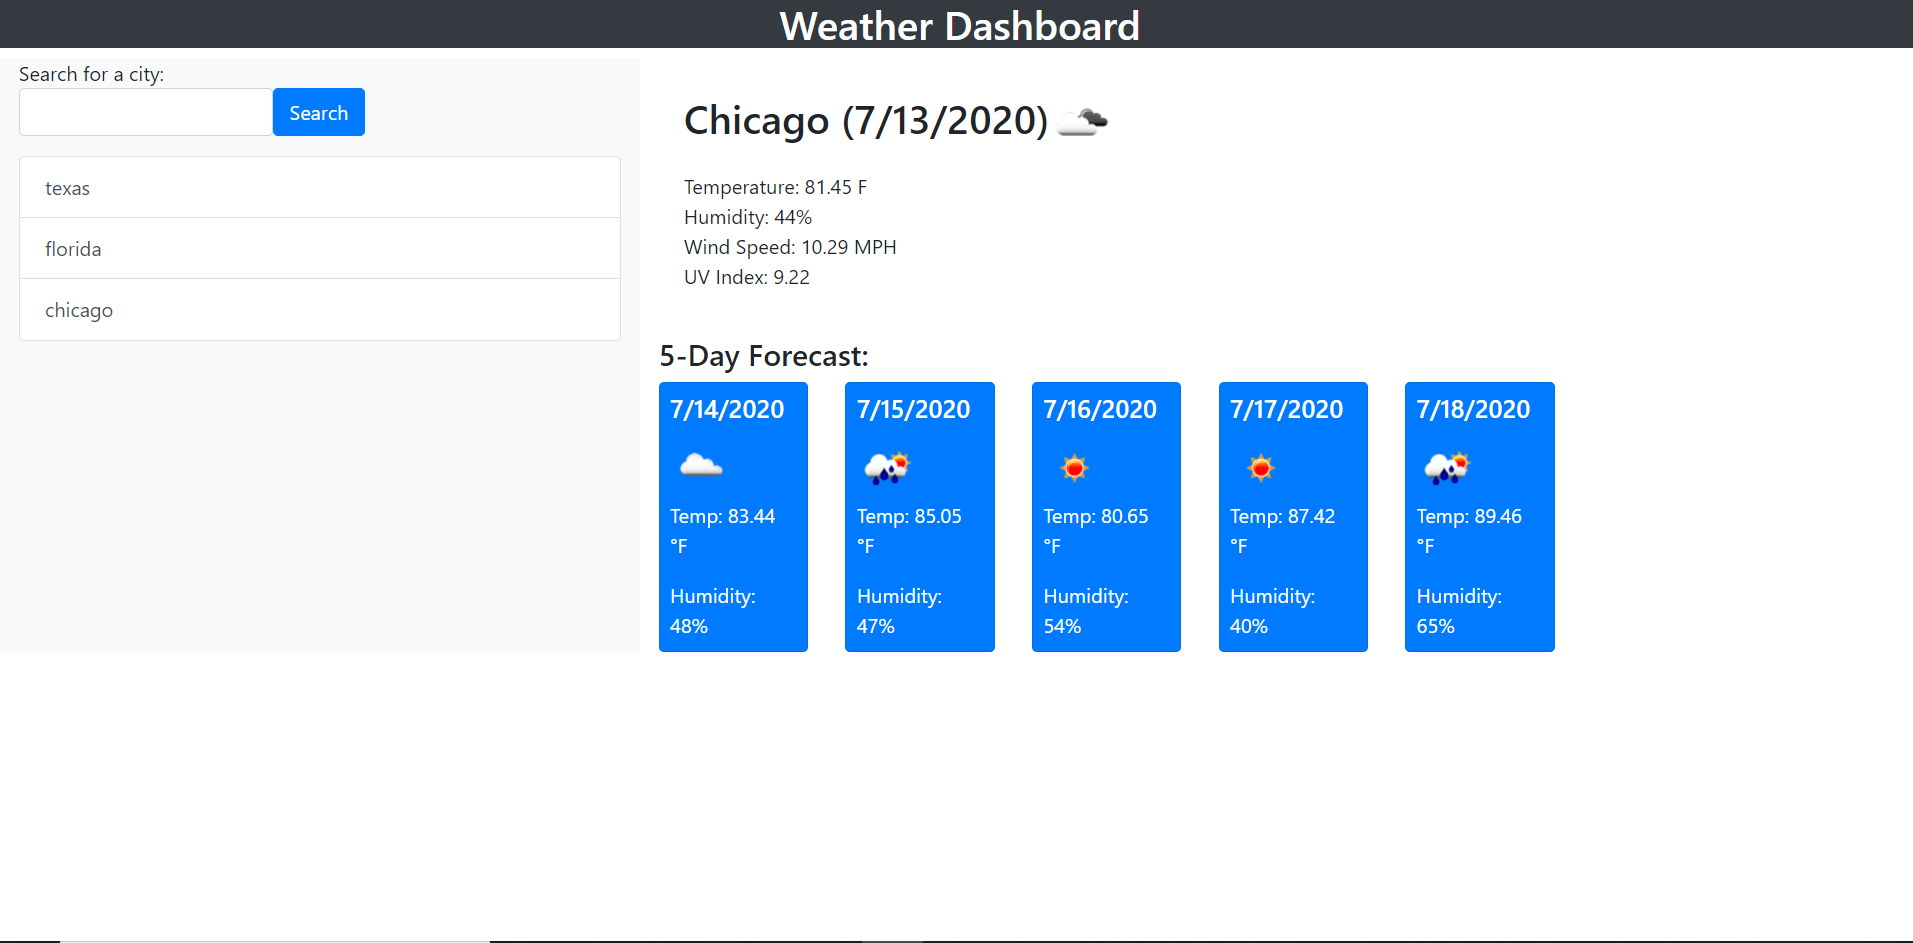 Weather Dashboard
Search for a city:
Search
texas
florida
chicago
Chicago (7/13/2020)
Temperature: 81.45 F
Humidity: 44%
Wind Speed: 10.29 MPH
UV Index: 9.22
5-Day Forecast:
7/14/2020
Temp: 83.44
°F
Humidity:
48%
7/15/2020
Temp: 85.05
°F
Humidity:
47%
7/16/2020
Temp: 80.65
°F
Humidity:
54%
7/17/2020
Temp: 87.42
°F
Humidity:
40%
7/18/2020
Temp: 89.46
°F
Humidity:
65%